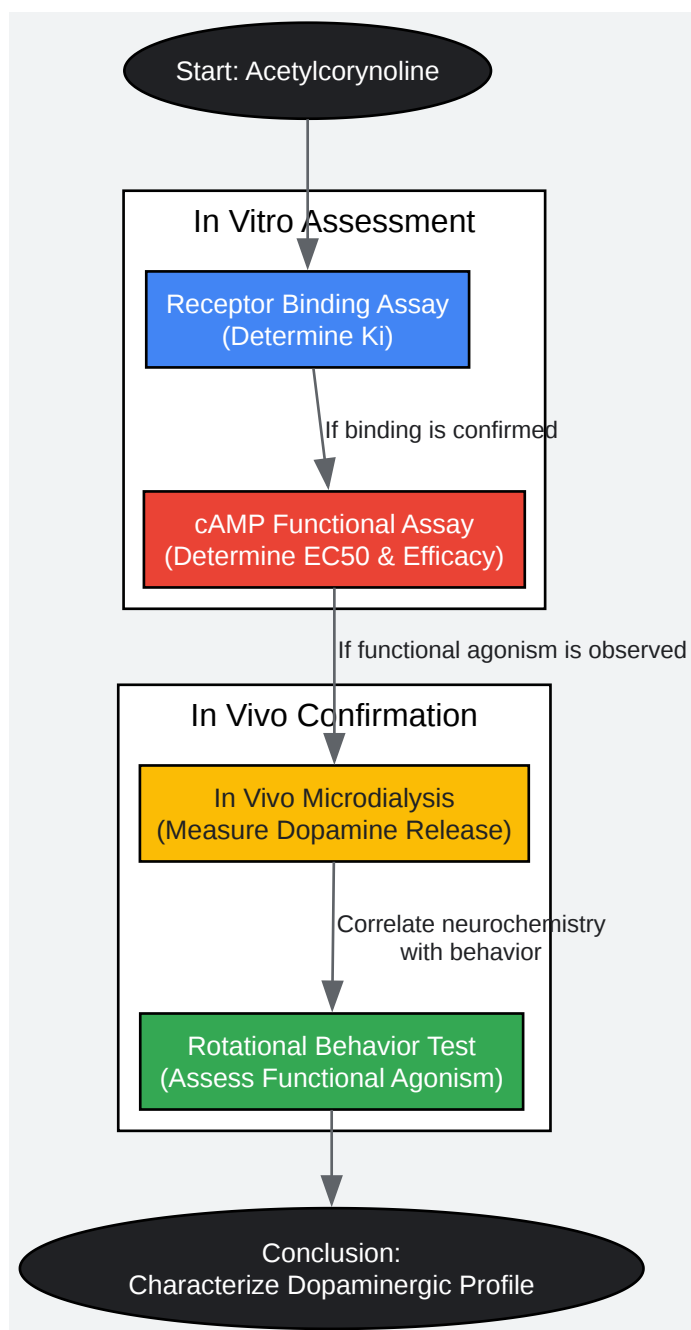 Start: Acetylcorynoline
In Vitro Assessment
Receptor Binding Assay
(Determine Ki)
If binding is confirmed
cAMP Functional Assay
(Determine EC50 & Efficacy)
If functional agonism is observed
In Vivo Confirmation
In Vivo Microdialysis
(Measure Dopamine Release)
Correlate neurochemistry
with behavior
Rotational Behavior Test
(Assess Functional Agonism)
Conclusion:
Characterize Dopaminergic Profile